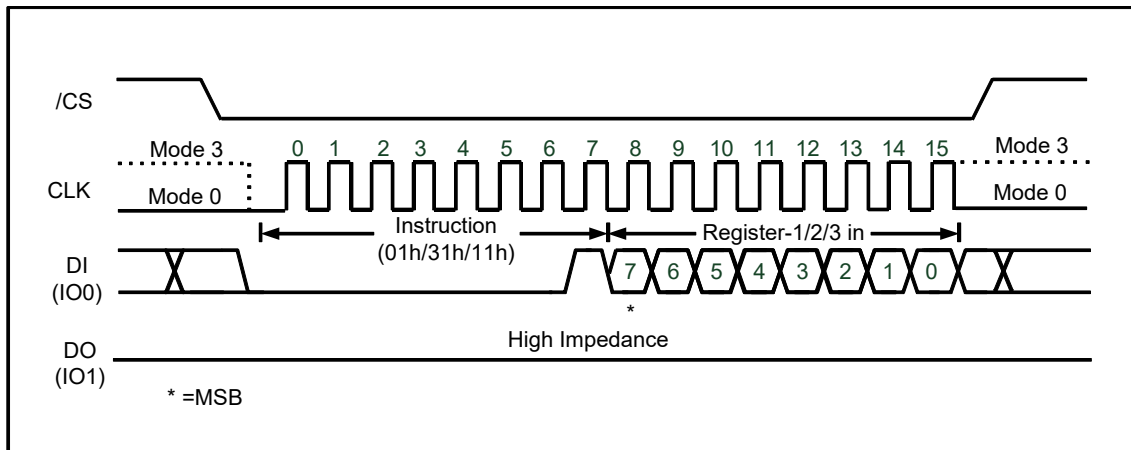 /CS
Mode 3 0 1 2 3 4 5 6 7 8 9 10 11 12 13 14 15 Mode 3
CLK
Mode 0 Mode 0
Instruction
(01h/31h/11h)
Register-1/2/3 in
DI
(IO0)
7 6 5 4 3 2 1 0
*
High Impedance
DO
(IO1)
* =MSB